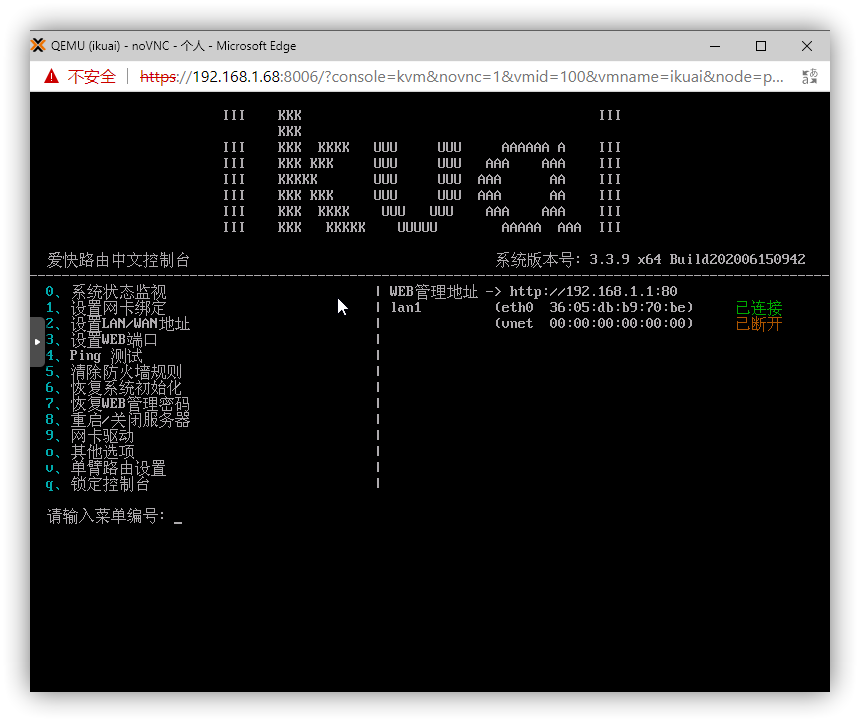 QEMU (ikuai) - noVNC - 个人 - Microsoft Edge
不安全 | https://192.168.1.68:8006/?console=kvm&novnc=1&vmid=100&vmname=ikuai&node=p...
III    KKK                                     III
       KKK
III    KKK  KKKK   UUU     UUU     AAAAAA A    III
III    KKK KKK     UUU     UUU   AAA    AAA    III
III    KKKKK       UUU     UUU  AAA      AA    III
III    KKK KKK     UUU     UUU  AAA      AA    III
III    KKK  KKKK    UUU   UUU    AAA    AAA    III
III    KKK   KKKKK    UUUUU        AAAAA  AAA  III
爱快路由中文控制台 系统版本号: 3.3.9 x64 Build202006150942
0、系统状态监视 | WEB管理地址 -> http://192.168.1.1:80
1、设置网卡绑定 | lan1 (eth0 36:05:db:b9:70:be) 已连接
2、设置LAN/WAN地址 | (vnet 00:00:00:00:00:00) 已断开
3、设置WEB端口 |
4、Ping 测试 |
5、清除防火墙规则 |
6、恢复系统初始化 |
7、恢复WEB管理密码 |
8、重启/关闭服务器 |
9、网卡驱动 |
o、其他选项 |
v、单臂路由设置 |
q、锁定控制台 |
请输入菜单编号: _